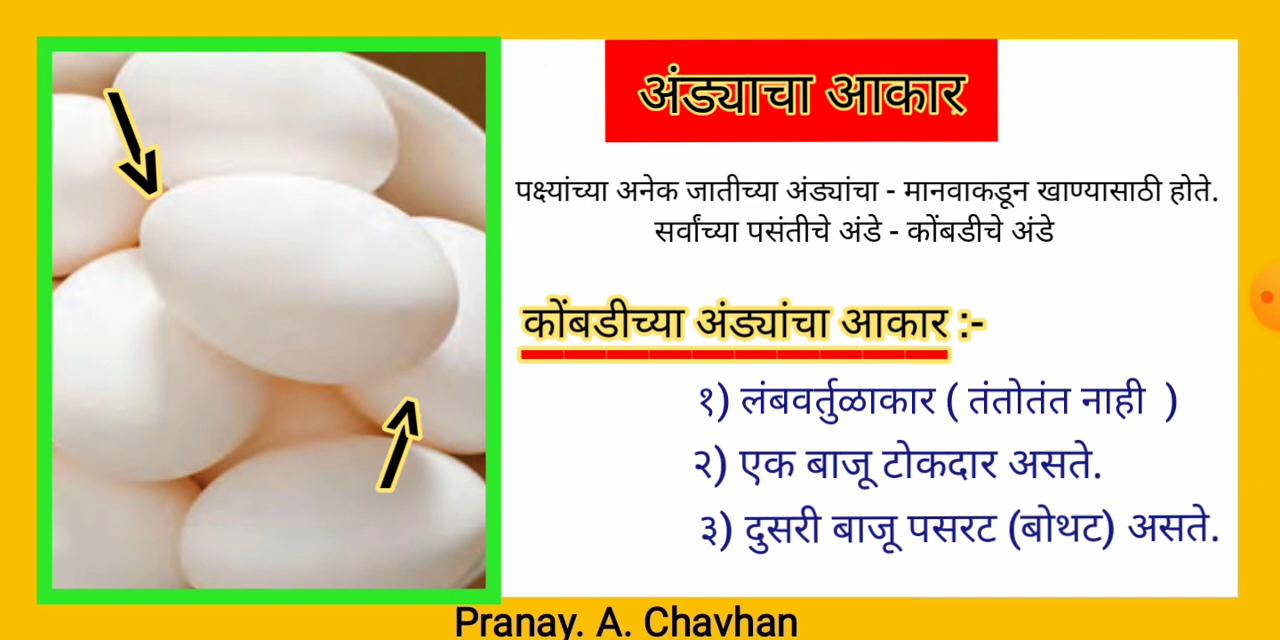 अंड्याचा आकार
पक्ष्यांच्या अनेक जातीच्या अंड्यांचा - मानवाकडून खाण्यासाठी होते.
सर्वांच्या पसंतीचे अंडे - कोंबडीचे अंडे
कोंबडीच्या अंड्यांचा आकार :-
१) लंबवर्तुळाकार ( तंतोतंत नाही )
२) एक बाजू टोकदार असते.
३) दुसरी बाजू पसरट (बोथट) असते.
Pranay. A. Chavhan